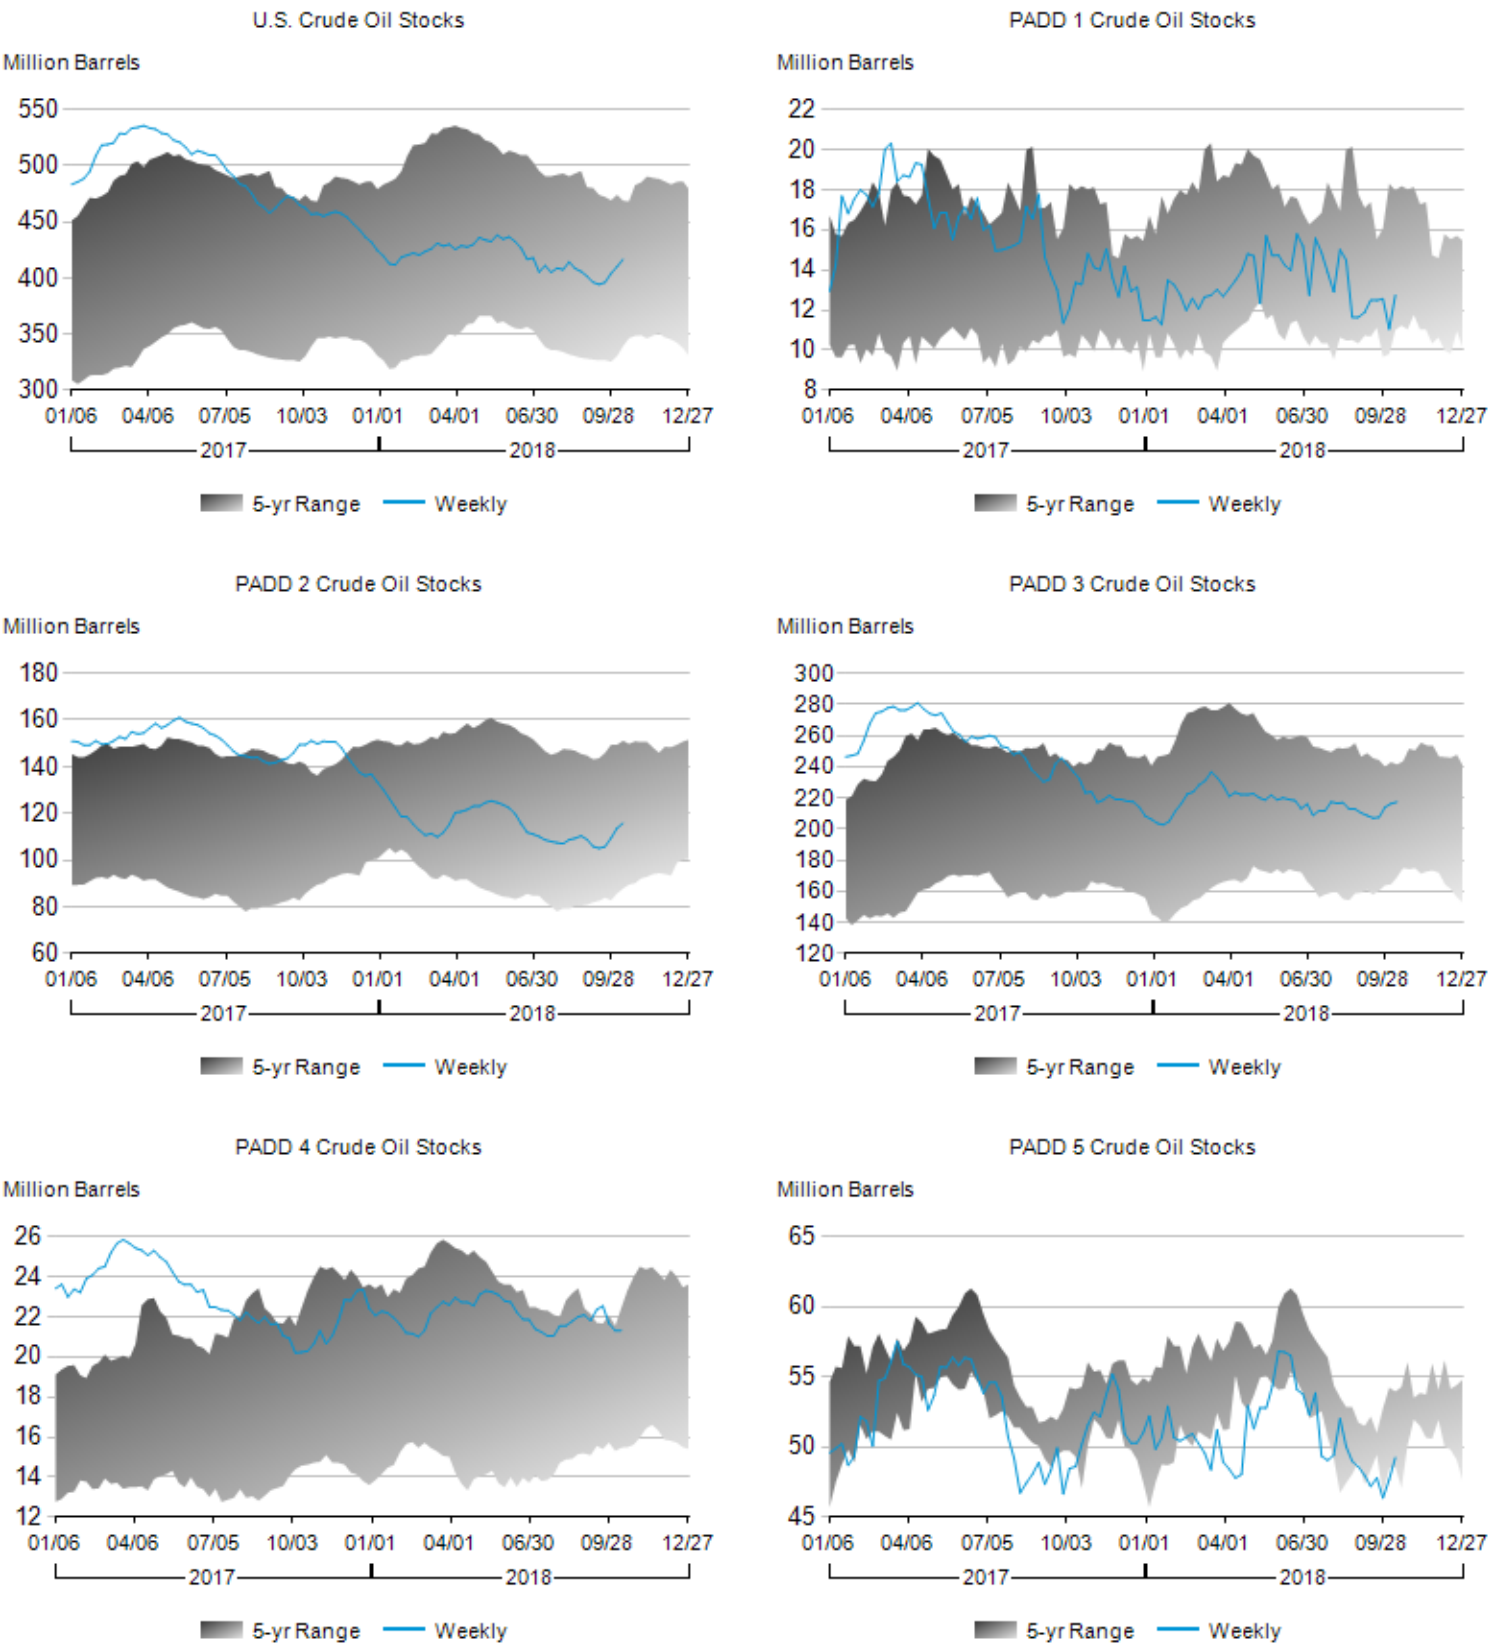 U.S. Crude Oil Stocks
Million Barrels
550
500
450
400
350
300
01/06 04/06 07/05 10/03 01/01 04/01 06/30 09/28 12/27
2017 2018
5-yr Range Weekly
PADD 1 Crude Oil Stocks
Million Barrels
22
20
18
16
14
12
10
8
01/06 04/06 07/05 10/03 01/01 04/01 06/30 09/28 12/27
2017 2018
5-yr Range Weekly
PADD 2 Crude Oil Stocks
Million Barrels
180
160
140
120
100
80
60
01/06 04/06 07/05 10/03 01/01 04/01 06/30 09/28 12/27
2017 2018
5-yr Range Weekly
PADD 3 Crude Oil Stocks
Million Barrels
300
280
260
240
220
200
180
160
140
120
01/06 04/06 07/05 10/03 01/01 04/01 06/30 09/28 12/27
2017 2018
5-yr Range Weekly
PADD 4 Crude Oil Stocks
Million Barrels
26
24
22
20
18
16
14
12
01/06 04/06 07/05 10/03 01/01 04/01 06/30 09/28 12/27
2017 2018
5-yr Range Weekly
PADD 5 Crude Oil Stocks
Million Barrels
65
60
55
50
45
01/06 04/06 07/05 10/03 01/01 04/01 06/30 09/28 12/27
2017 2018
5-yr Range Weekly